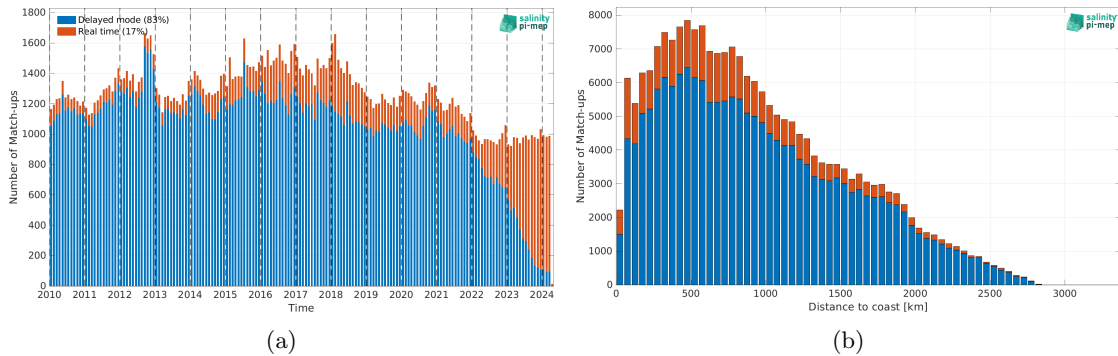 Delayed mode (83%)
Real time (17%)
salinity
pi-mep
Number of Match-ups
1600
1400
1200
1000
800
600
400
200
0
2010 2011 2012 2013 2014 2015 2016 2017 2018 2019 2020 2021 2022 2023 2024
Time
(a)
salinity
pi-mep
Number of Match-ups
8000
7000
6000
5000
4000
3000
2000
1000
0
0 500 1000 1500 2000 2500 3000
Distance to coast [km]
(b)